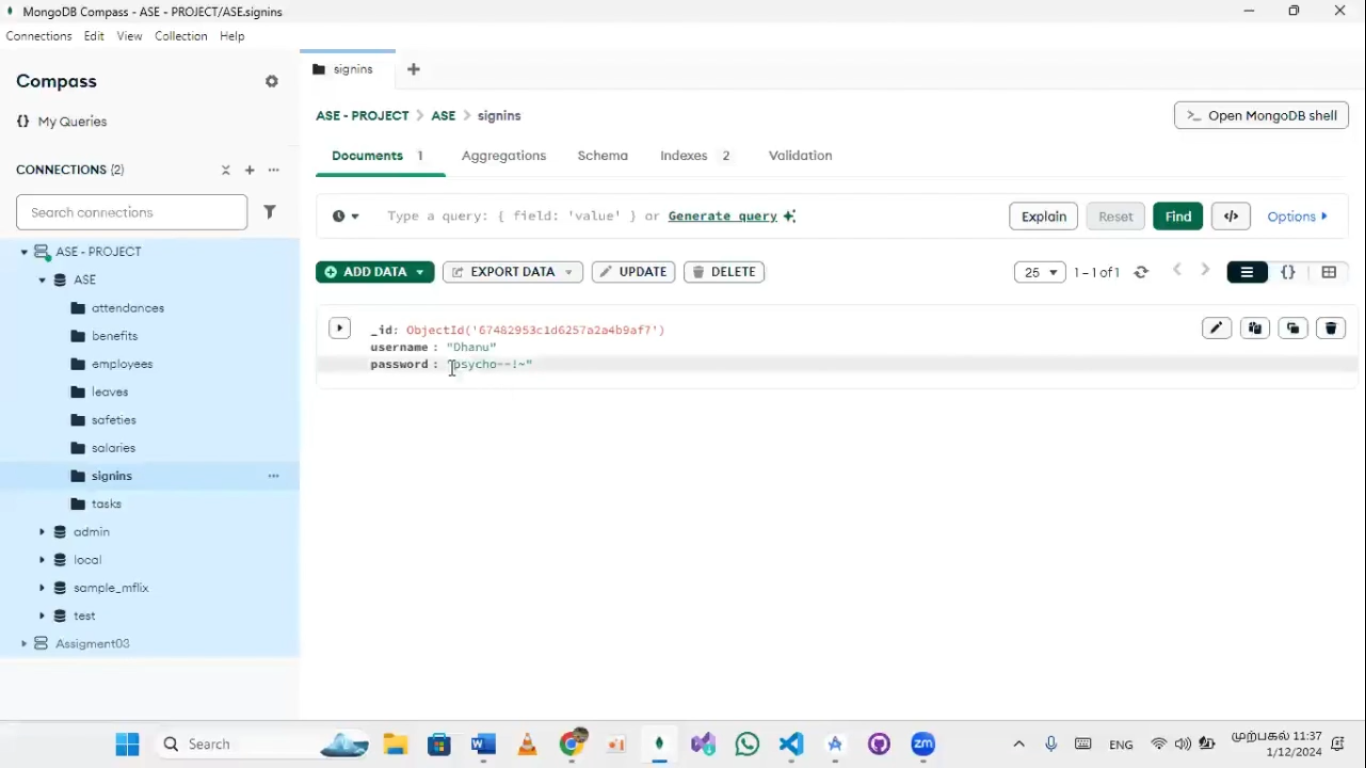 MongoDB Compass - ASE - PROJECT/ASE.signins
Connections Edit View Collection Help
Compass
signins
{} My Queries
ASE - PROJECT > ASE > signins
>_ Open MongoDB shell
Documents 1 Aggregations Schema Indexes 2 Validation
CONNECTIONS (2)
Search connections
Type a query: { field: 'value' } or Generate query
Explain Reset Find </> Options
ADD DATA EXPORT DATA UPDATE DELETE
25 1 – 1 of 1 {}
ASE - PROJECT
ASE
attendances
benefits
employees
leaves
safeties
salaries
signins
tasks
admin
local
sample_mflix
test
Assigment03
_id: ObjectId('67482953c1d6257a2a4b9af7')
username : "Dhanu"
password : "psycho--!~"
Search
zm
ENG
முற்பகல் 11:37
1/12/2024